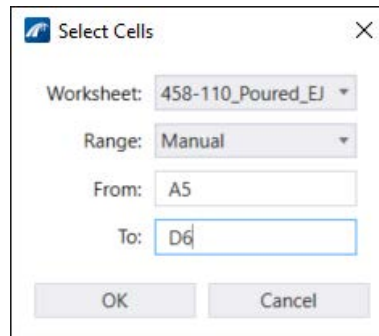 Select Cells
Worksheet: 458-110_Poured_EJ
Range: Manual
From: A5
To: D6
OK Cancel